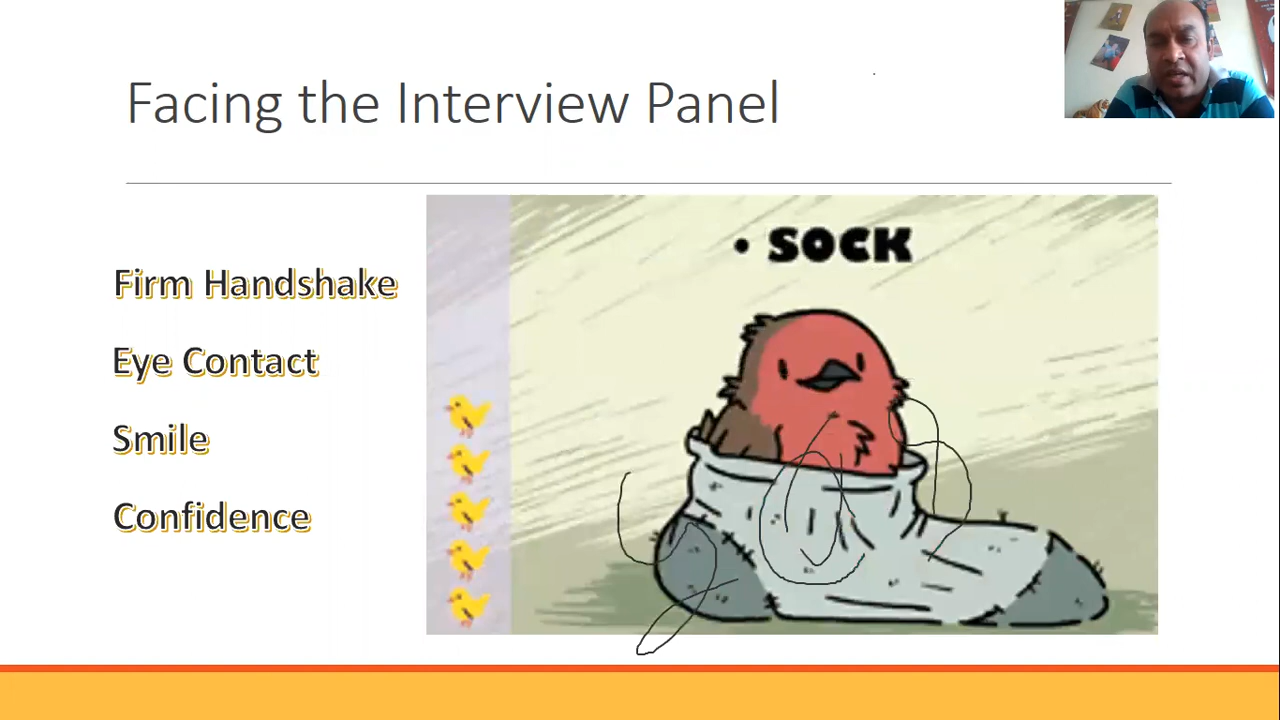 Facing the Interview Panel
Firm Handshake
Eye Contact
Smile
Confidence
• SOCK